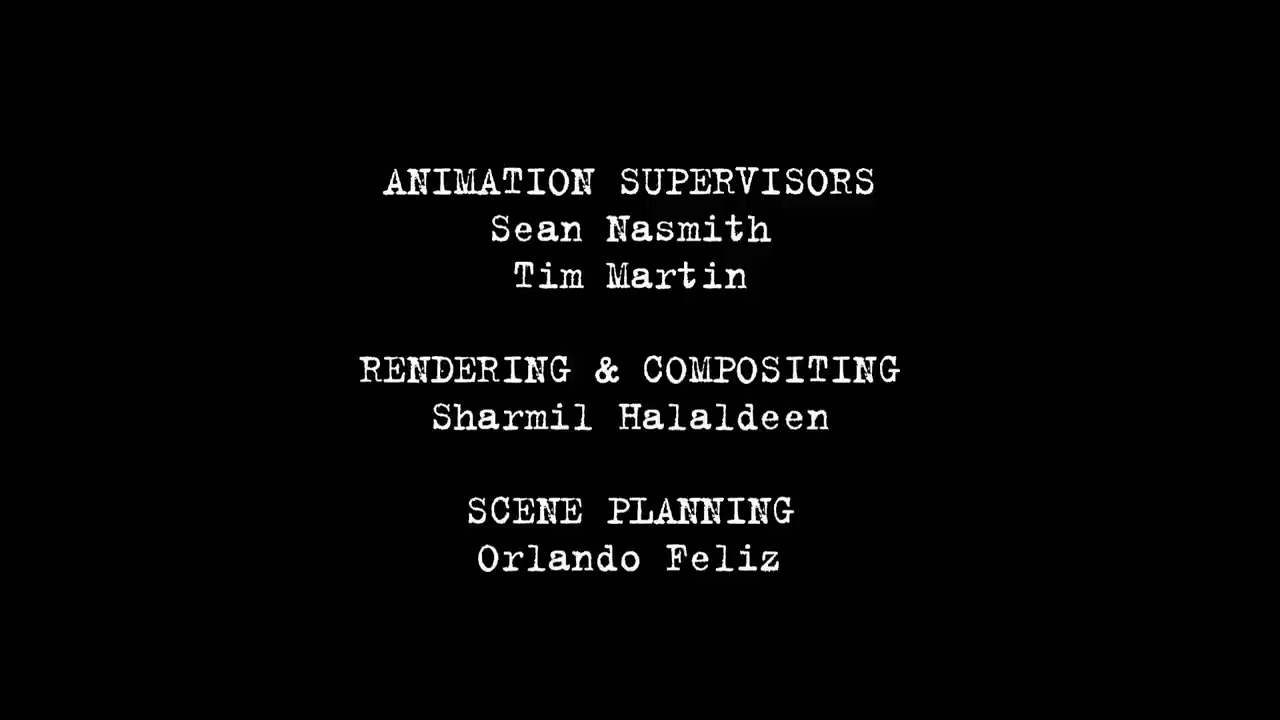 ANIMATION SUPERVISORS
Sean Nasmith
Tim Martin
RENDERING & COMPOSITING
Sharmil Halaldeen
SCENE PLANNING
Orlando Feliz